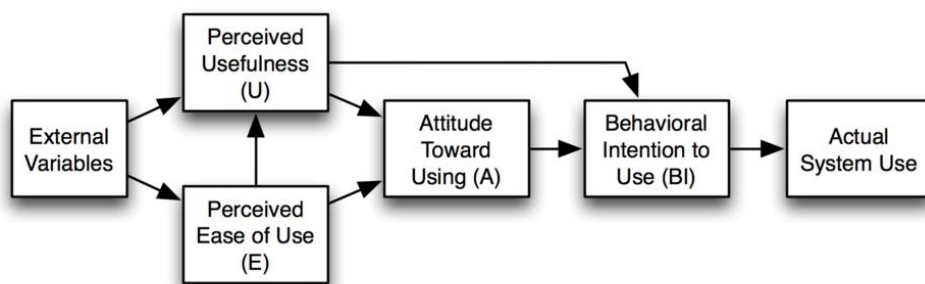 External
Variables
Perceived
Usefulness
(U)
Perceived
Ease of Use
(E)
Attitude
Toward
Using (A)
Behavioral
Intention to
Use (BI)
Actual
System Use